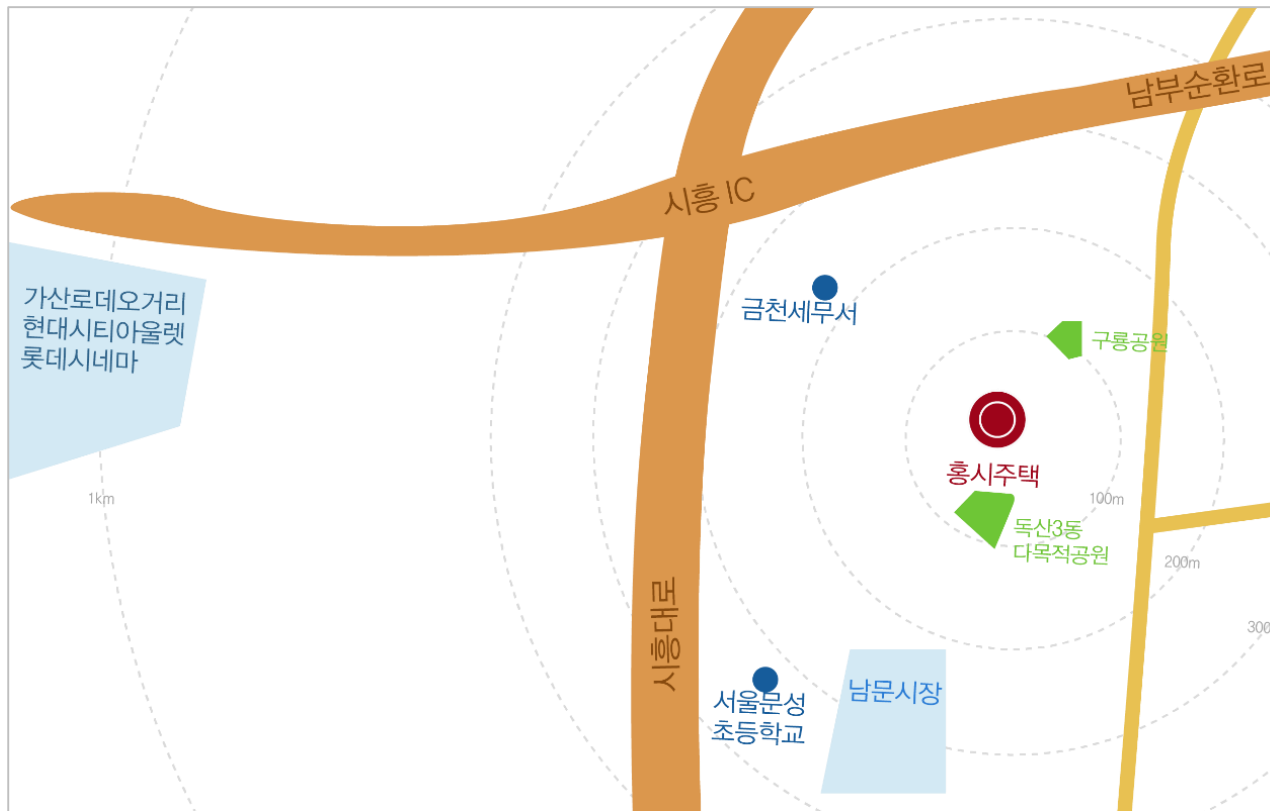 남부순환로
시흥 IC
가산로데오거리
현대시티아울렛
롯데시네마
금천세무서
구룡공원
홍시주택
1km
100m
독산3동
다목적공원
200m
시흥대로
300
남문시장
서울문성
초등학교